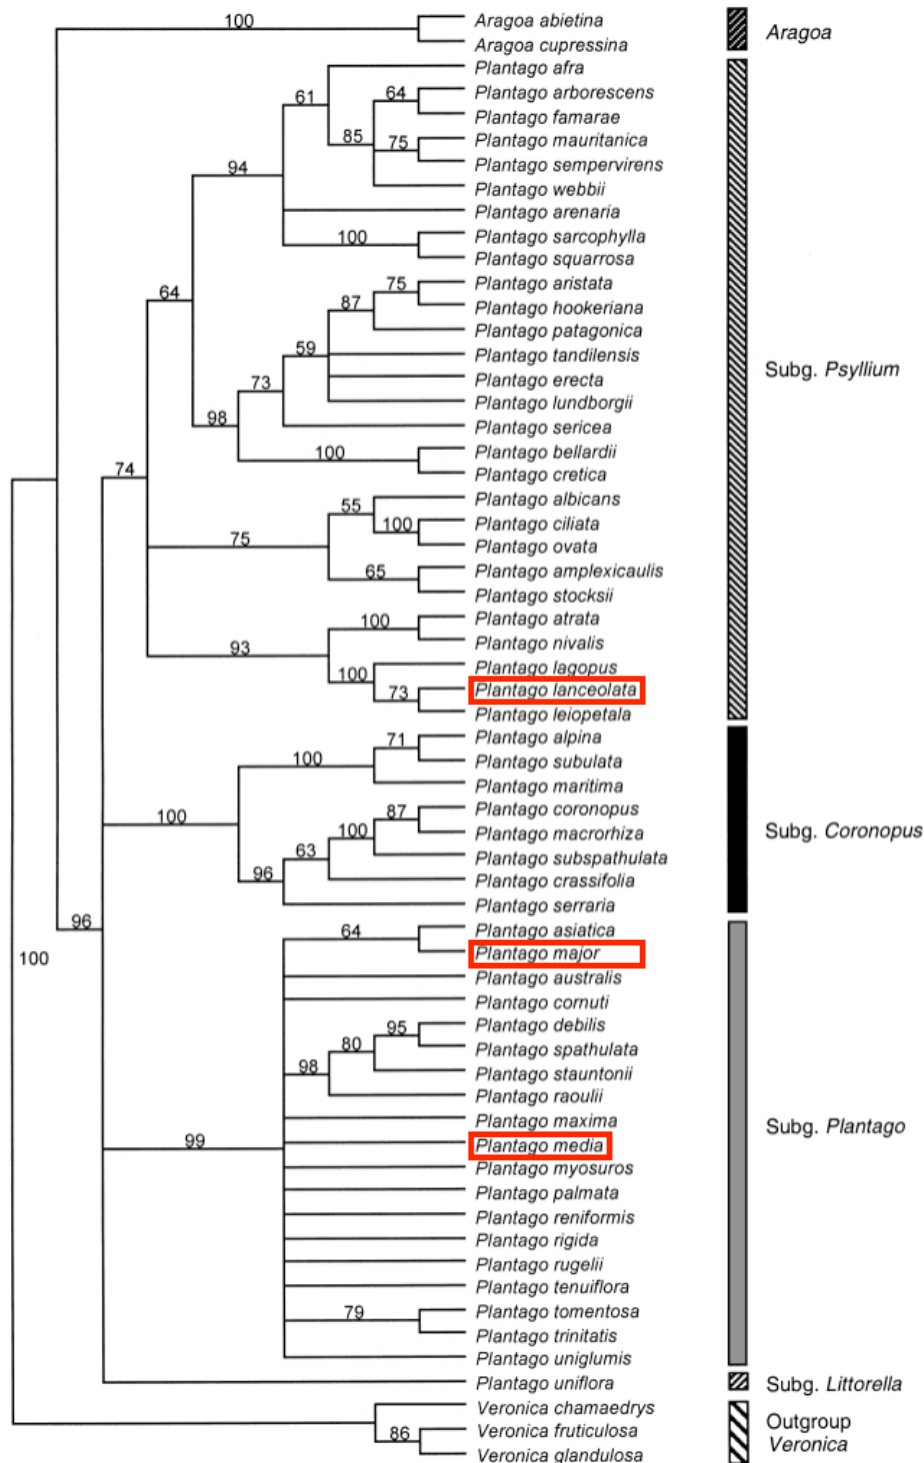 100
Aragoa abietina
Aragoa cupressina
Aragoa
Plantago afra
61
64
Plantago arborescens
Plantago famarae
85
75
Plantago mauritanica
94
Plantago sempervirens
Plantago webbii
Plantago arenaria
100
Plantago sarcophylla
Plantago squarrosa
64
75
Plantago aristata
87
Plantago hookeriana
Plantago patagonica
59
Plantago tandilensis
73
Plantago erecta
Subg. Psyllium
98
Plantago lundborgii
Plantago sericea
100
Plantago bellardii
74
Plantago cretica
55
Plantago albicans
100
Plantago ciliata
75
Plantago ovata
65
Plantago amplexicaulis
Plantago stocksii
100
Plantago atrata
93
Plantago nivalis
100
Plantago lagopus
73
Plantago lanceolata
Plantago leiopetala
71
Plantago alpina
100
Plantago subulata
Plantago maritima
100
87
Plantago coronopus
100
Plantago macrorhiza
Subg. Coronopus
63
Plantago subspathulata
96
Plantago crassifolia
Plantago serraria
96
64
Plantago asiatica
100
Plantago major
Plantago australis
Plantago cornuti
95
Plantago debilis
80
Plantago spathulata
98
Plantago stauntonii
Plantago raoulii
Plantago maxima
Subg. Plantago
99
Plantago media
Plantago myosuros
Plantago palmata
Plantago reniformis
Plantago rigida
Plantago rugelii
Plantago tenuiflora
79
Plantago tomentosa
Plantago trinitatis
Plantago uniglumis
Plantago uniflora
Subg. Littorella
Veronica chamaedrys
86
Veronica fruticulosa
Veronica glandulosa
Outgroup
Veronica